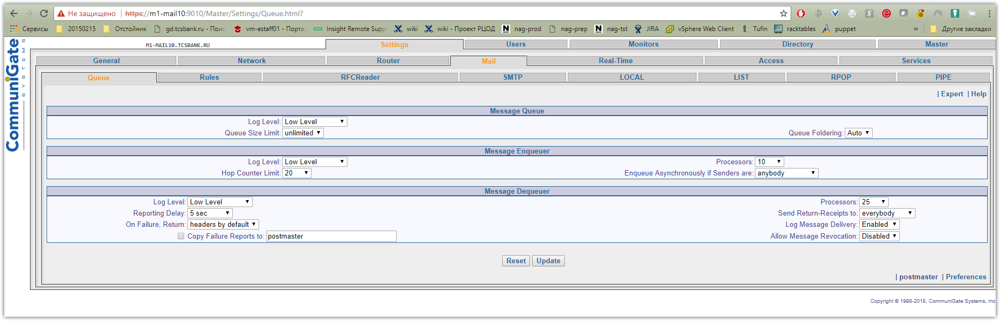 Не защищено | https://m1-mail10:9010/Master/Settings/Queue.html?
Сервисы 20150215 Отстойник gd.tcsbank.ru - Поис vm-estaff01 - Портал Insight Remote Supp wiki wiki - Проект РЦОД nag-prod nag-prep nag-tst JIRA vSphere Web Client Tufin racktables puppet » Другие закладки
CommuniGate
SYSTEMS
M1-MAIL10.TCSBANK.RU Settings Users Monitors Directory Master
General Network Router Mail Real-Time Access Services
Queue Rules RFCReader SMTP LOCAL LIST RPOP PIPE
| Expert | Help
Message Queue
Log Level: Low Level
Queue Size Limit: unlimited Queue Foldering: Auto
Message Enqueuer
Log Level: Low Level Processors: 10
Hop Counter Limit: 20 Enqueue Asynchronously if Senders are: anybody
Message Dequeuer
Log Level: Low Level Processors: 25
Reporting Delay: 5 sec Send Return-Receipts to: everybody
On Failure, Return: headers by default Log Message Delivery: Enabled
Copy Failure Reports to: postmaster Allow Message Revocation: Disabled
Reset Update
| postmaster | Preferences
Copyright © 1998-2018, CommuniGate Systems, Inc